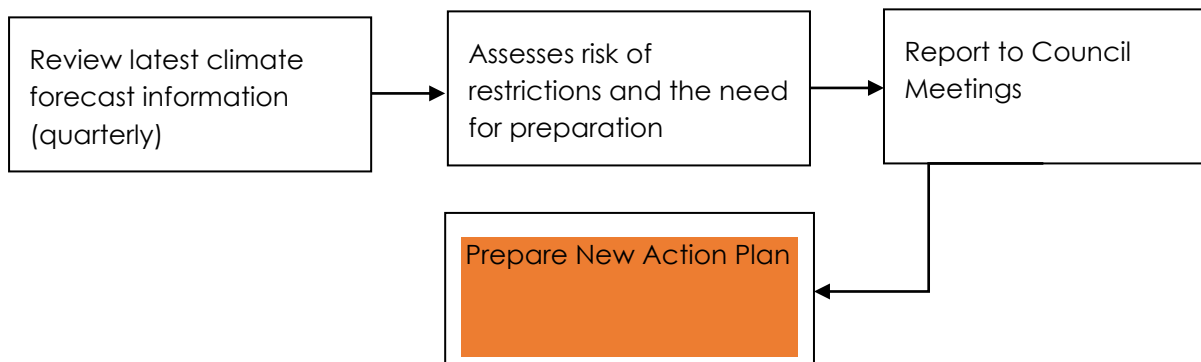 Review latest climate
forecast information
(quarterly)
Assesses risk of
restrictions and the need
for preparation
Report to Council
Meetings
Prepare New Action Plan